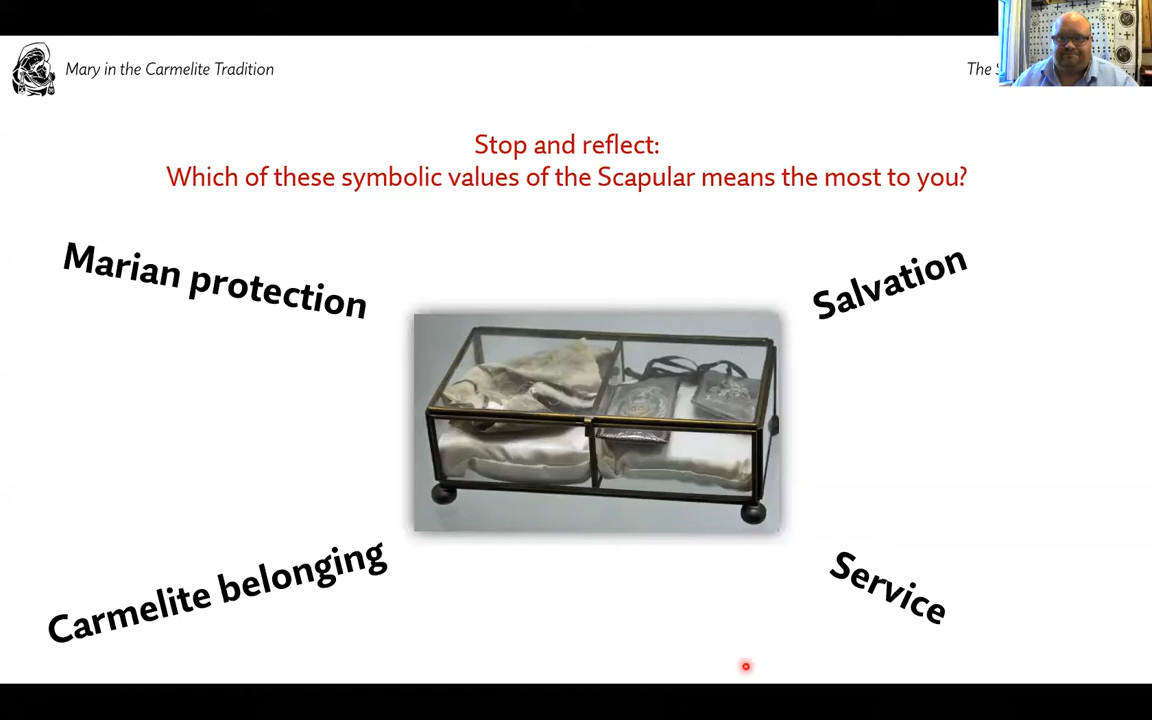 Mary in the Carmelite Tradition
The
Stop and reflect:
Which of these symbolic values of the Scapular means the most to you?
Marian protection
Salvation
Carmelite belonging
Service